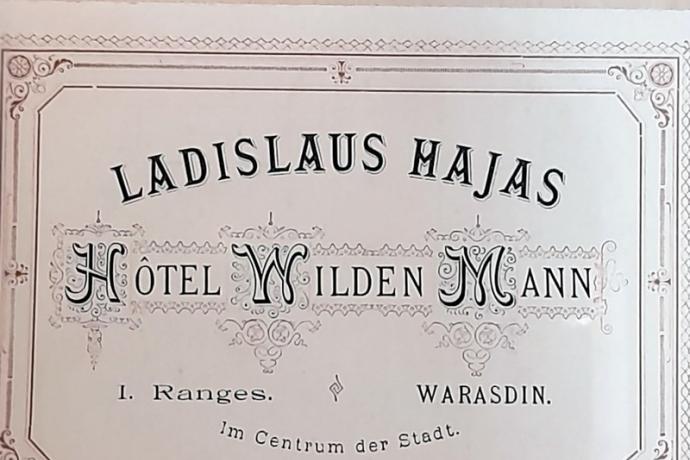 LADISLAUS HAJAS
HÔTEL WILDEN MANN
I. Ranges. WARASDIN.
Im Centrum der Stadt.